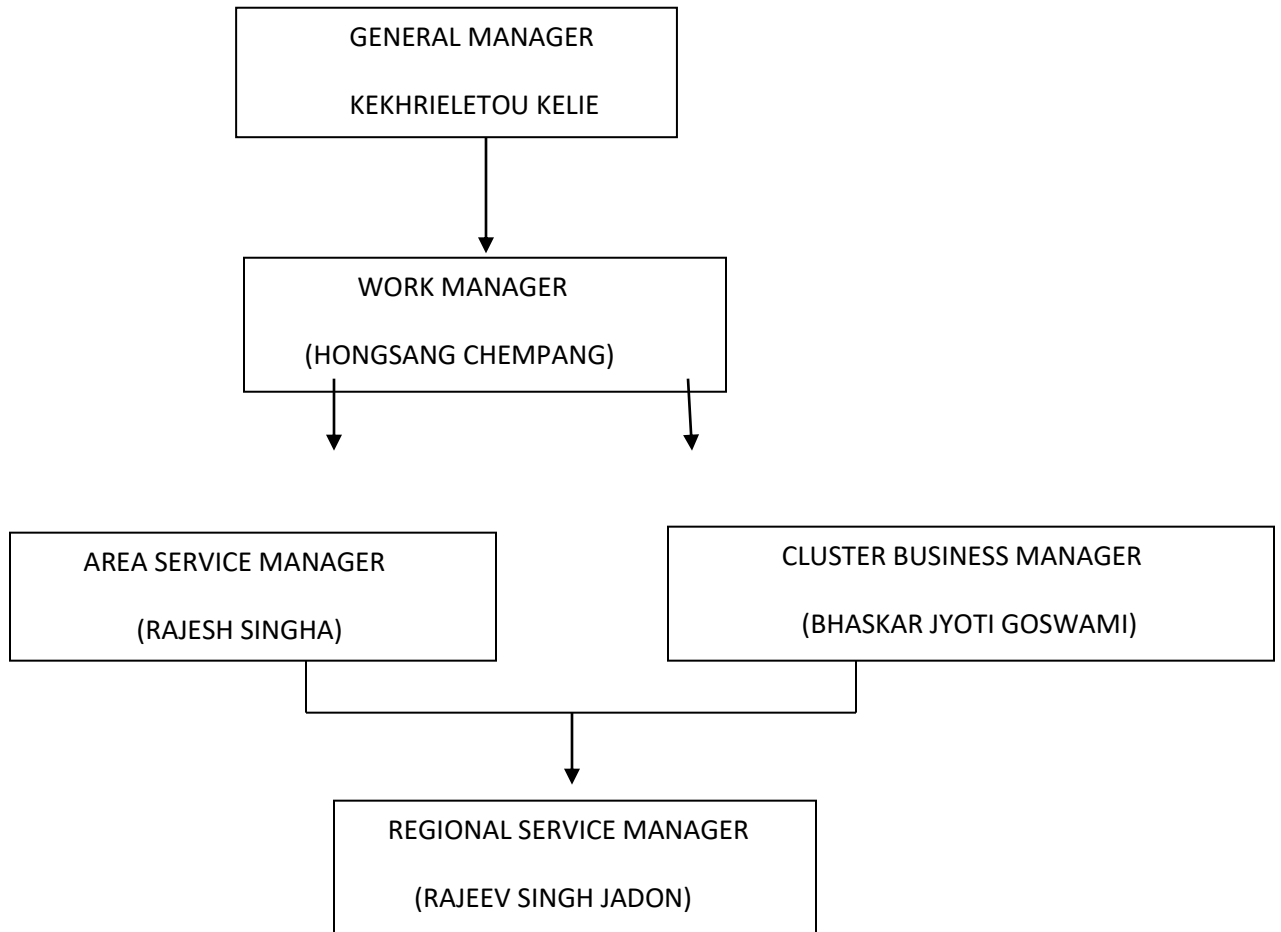 GENERAL MANAGER
KEKHRIELETOU KELIE
WORK MANAGER
(HONGSANG CHEMPANG)
AREA SERVICE MANAGER
(RAJESH SINGHA)
CLUSTER BUSINESS MANAGER
(BHASKAR JYOTI GOSWAMI)
REGIONAL SERVICE MANAGER
(RAJEEV SINGH JADON)